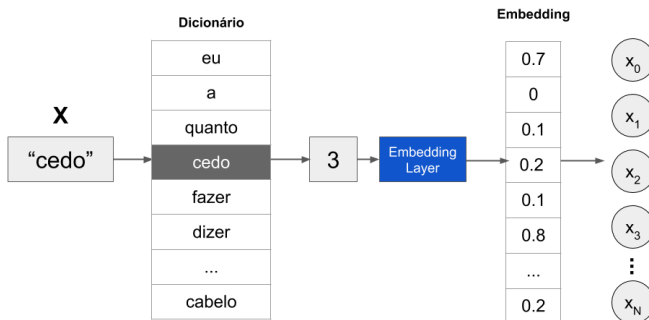 Dicionário
Embedding
X
"cedo"
eu
a
quanto
cedo
fazer
dizer
...
cabelo
3
Embedding
Layer
0.7
0
0.1
0.2
0.1
0.8
...
0.2
x0
x1
x2
x3
⋮
xN